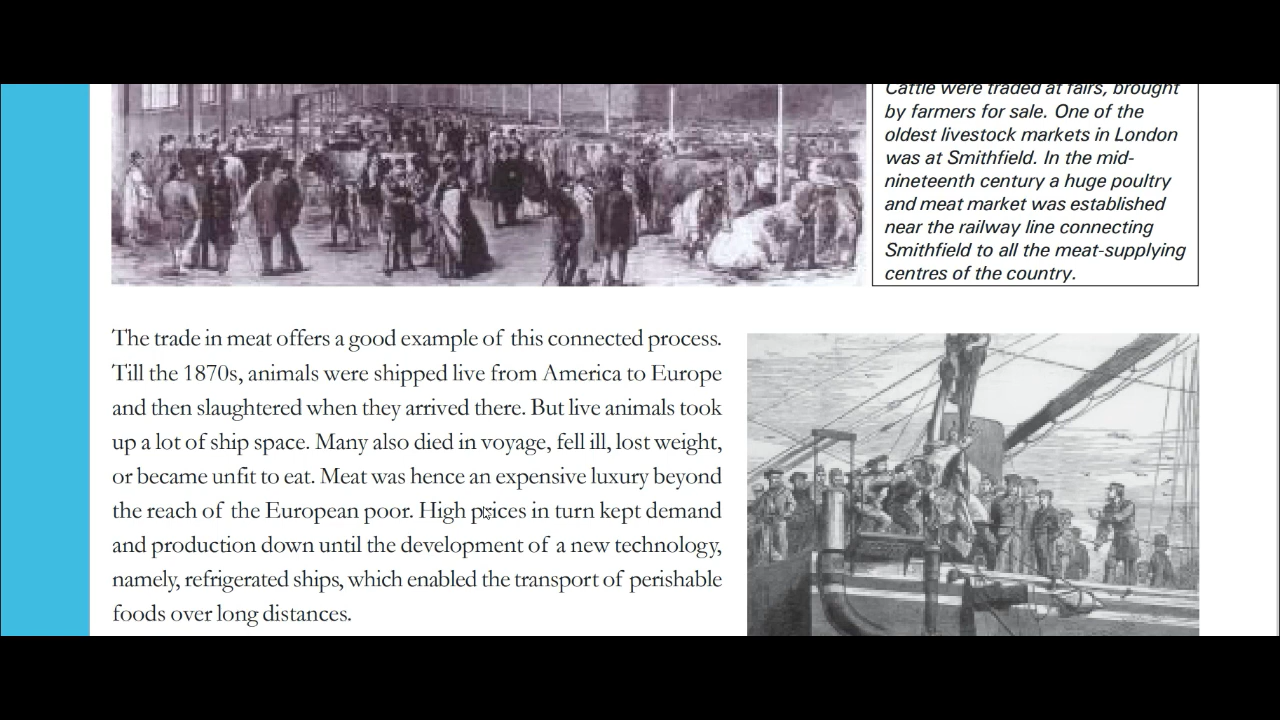 Cattle were traded at fairs, brought
by farmers for sale. One of the
oldest livestock markets in London
was at Smithfield. In the mid-
nineteenth century a huge poultry
and meat market was established
near the railway line connecting
Smithfield to all the meat-supplying
centres of the country.
The trade in meat offers a good example of this connected process.
Till the 1870s, animals were shipped live from America to Europe
and then slaughtered when they arrived there. But live animals took
up a lot of ship space. Many also died in voyage, fell ill, lost weight,
or became unfit to eat. Meat was hence an expensive luxury beyond
the reach of the European poor. High prices in turn kept demand
and production down until the development of a new technology,
namely, refrigerated ships, which enabled the transport of perishable
foods over long distances.